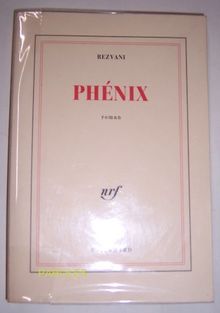 REZVANI
PHÉNIX
roman
nrf